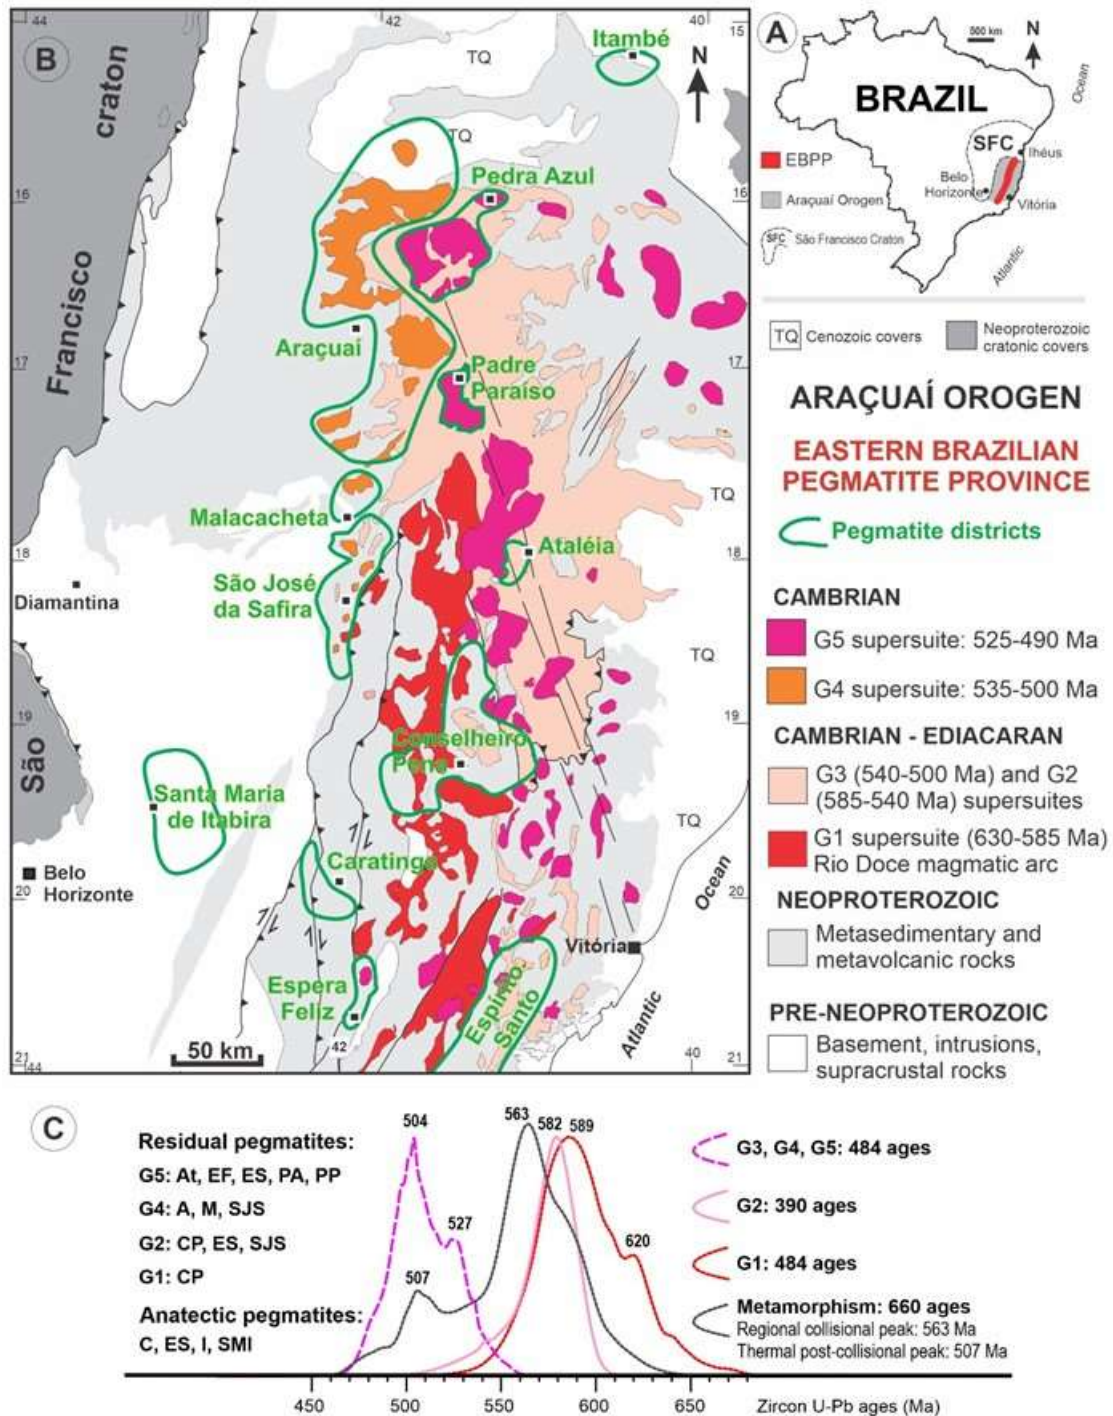 B
44
42
40
15
craton
Francisco
São
TQ
Itambé
N
TQ
Pedra Azul
16
16
Araçuaí
17
17
Padre
Paraíso
TQ
Malacacheta
Ataléia
18
18
São José
da Safira
Diamantina
TQ
19
19
Conselheiro
Pena
Santa Maria
de Itabira
TQ
Caratinga
Belo
Horizonte
20
20
Ocean
Vitória
Espera
Feliz
Espírito
Santo
Atlantic
50 km
42
40
21
21
44
A
500 km
N
Ocean
BRAZIL
SFC
Ilhéus
EBPP
Belo
Horizonte
Araçuaí Orogen
Vitória
SFC São Francisco Craton
Atlantic
TQ Cenozoic covers
Neoproterozoic
cratonic covers
ARAÇUAÍ OROGEN
EASTERN BRAZILIAN
PEGMATITE PROVINCE
Pegmatite districts
CAMBRIAN
G5 supersuite: 525-490 Ma
G4 supersuite: 535-500 Ma
CAMBRIAN - EDIACARAN
G3 (540-500 Ma) and G2
(585-540 Ma) supersuites
G1 supersuite (630-585 Ma)
Rio Doce magmatic arc
NEOPROTEROZOIC
Metasedimentary and
metavolcanic rocks
PRE-NEOPROTEROZOIC
Basement, intrusions,
supracrustal rocks
C
Residual pegmatites:
G5: At, EF, ES, PA, PP
G4: A, M, SJS
G2: CP, ES, SJS
G1: CP
Anatectic pegmatites:
C, ES, I, SMI
504
527
507
563
582
589
620
G3, G4, G5: 484 ages
G2: 390 ages
G1: 484 ages
Metamorphism: 660 ages
Regional collisional peak: 563 Ma
Thermal post-collisional peak: 507 Ma
450
500
550
600
650
Zircon U-Pb ages (Ma)